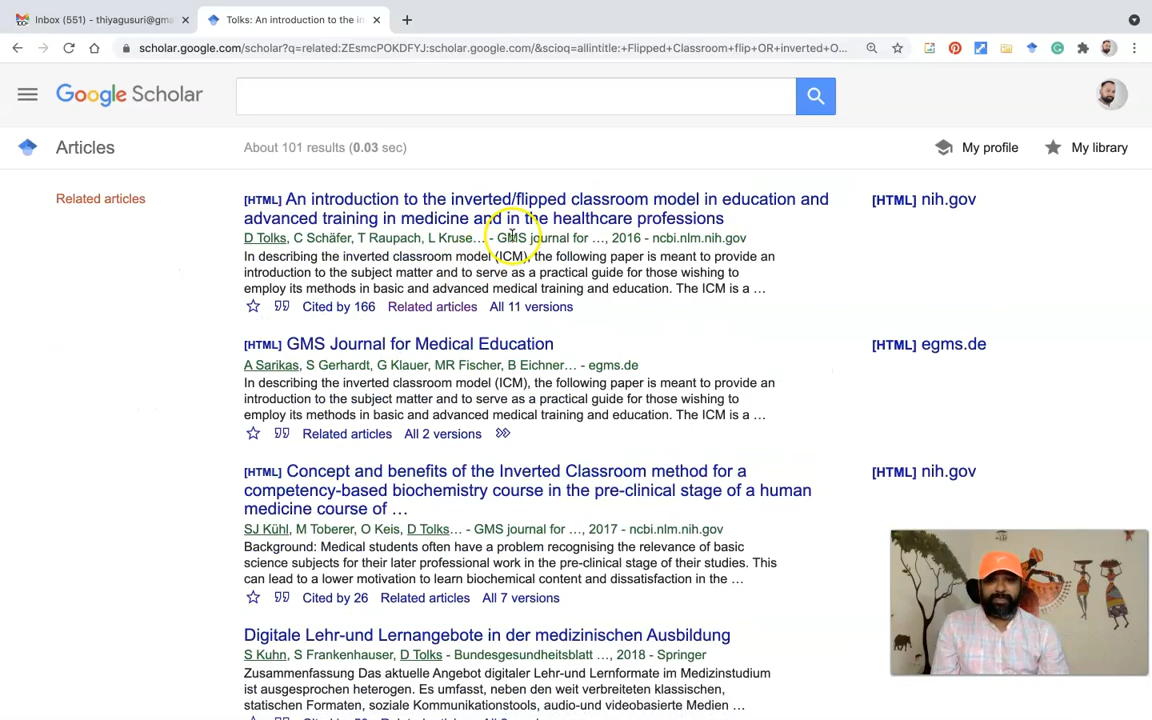 Inbox (551) - thiyagusuri@gma
Tolks: An introduction to the in
scholar.google.com/scholar?q=related:ZEsmcPOKDFYJ:scholar.google.com/&scioq=allintitle:+Flipped+Classroom+flip+OR+inverted+O...
Google Scholar
Articles
About 101 results (0.03 sec)
My profile
My library
Related articles
[HTML] An introduction to the inverted/flipped classroom model in education and
advanced training in medicine and in the healthcare professions
[HTML] nih.gov
D Tolks, C Schäfer, T Raupach, L Kruse... - GMS journal for ..., 2016 - ncbi.nlm.nih.gov
In describing the inverted classroom model (ICM), the following paper is meant to provide an
introduction to the subject matter and to serve as a practical guide for those wishing to
employ its methods in basic and advanced medical training and education. The ICM is a ...
Cited by 166 Related articles All 11 versions
[HTML] GMS Journal for Medical Education
[HTML] egms.de
A Sarikas, S Gerhardt, G Klauer, MR Fischer, B Eichner... - egms.de
In describing the inverted classroom model (ICM), the following paper is meant to provide an
introduction to the subject matter and to serve as a practical guide for those wishing to
employ its methods in basic and advanced medical training and education. The ICM is a ...
Related articles All 2 versions
[HTML] Concept and benefits of the Inverted Classroom method for a
competency-based biochemistry course in the pre-clinical stage of a human
medicine course of ...
[HTML] nih.gov
SJ Kühl, M Toberer, O Keis, D Tolks... - GMS journal for ..., 2017 - ncbi.nlm.nih.gov
Background: Medical students often have a problem recognising the relevance of basic
science subjects for their later professional work in the pre-clinical stage of their studies. This
can lead to a lower motivation to learn biochemical content and dissatisfaction in the ...
Cited by 26 Related articles All 7 versions
Digitale Lehr-und Lernangebote in der medizinischen Ausbildung
S Kuhn, S Frankenhauser, D Tolks - Bundesgesundheitsblatt ..., 2018 - Springer
Zusammenfassung Das aktuelle Angebot digitaler Lehr-und Lernformate im Medizinstudium
ist ausgesprochen heterogen. Es umfasst, neben den weit verbreiteten klassischen,
statischen Formaten, soziale Kommunikationstools, audio-und videobasierte Medien ...